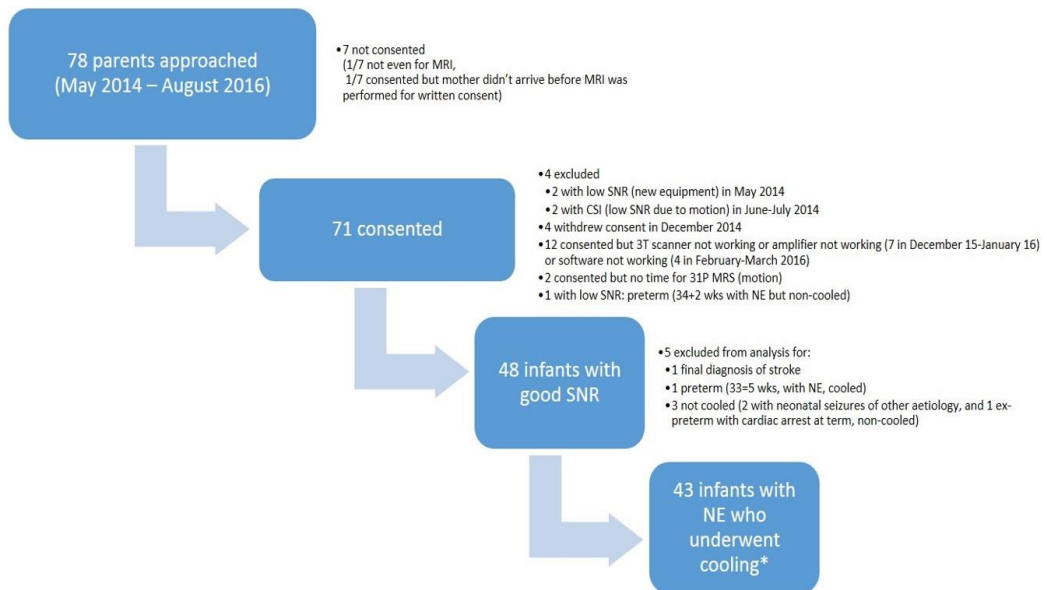 78 parents approached
(May 2014 – August 2016)
•7 not consented
(1/7 not even for MRI,
1/7 consented but mother didn’t arrive before MRI was
performed for written consent)
71 consented
•4 excluded
•2 with low SNR (new equipment) in May 2014
•2 with CSI (low SNR due to motion) in June-July 2014
•4 withdrew consent in December 2014
•12 consented but 3T scanner not working or amplifier not working (7 in December 15-January 16)
or software not working (4 in February-March 2016)
•2 consented but no time for 31P MRS (motion)
•1 with low SNR: preterm (34+2 wks with NE but non-cooled)
48 infants with
good SNR
•5 excluded from analysis for:
•1 final diagnosis of stroke
•1 preterm (33=5 wks, with NE, cooled)
•3 not cooled (2 with neonatal seizures of other aetiology, and 1 ex-
preterm with cardiac arrest at term, non-cooled)
43 infants with
NE who
underwent
cooling*